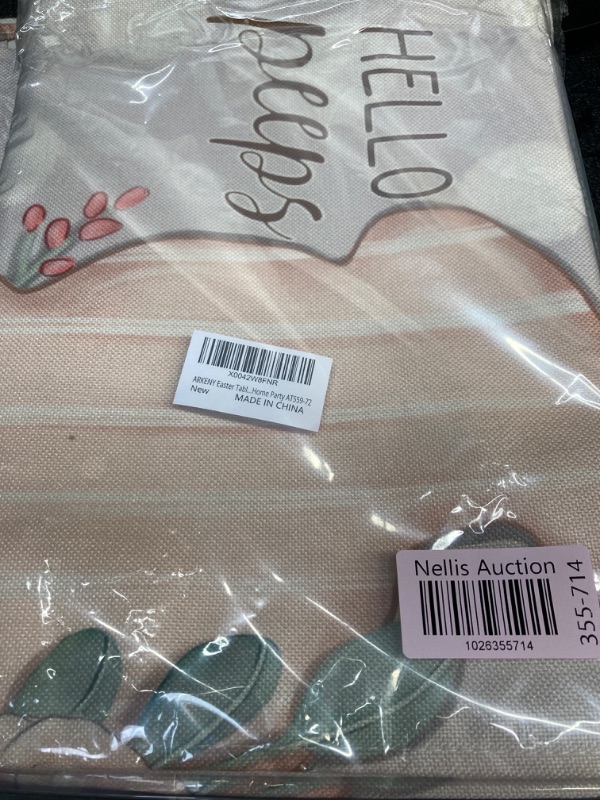 HELLO
peeps
X0042W8FNR
ARKENY Easter Tabl...Home Party AT559-72
New
MADE IN CHINA
Nellis Auction
1026355714
355-714